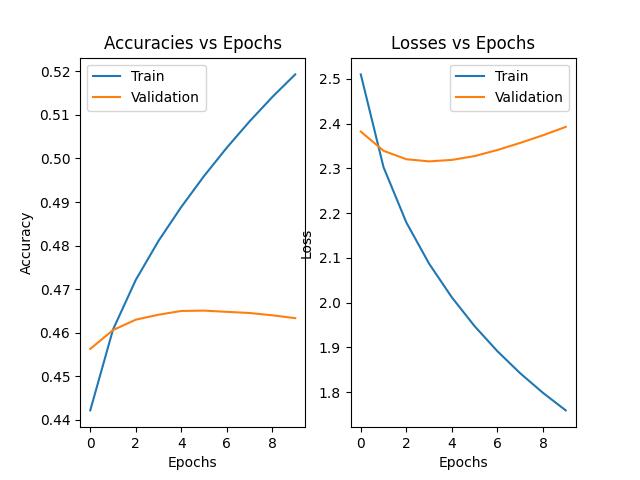 Accuracies vs Epochs
Train
Validation
0.52
0.51
0.50
0.49
0.48
0.47
0.46
0.45
0.44
Accuracy
0 2 4 6 8
Epochs
Losses vs Epochs
Train
Validation
2.5
2.4
2.3
2.2
2.1
2.0
1.9
1.8
Loss
0 2 4 6 8
Epochs